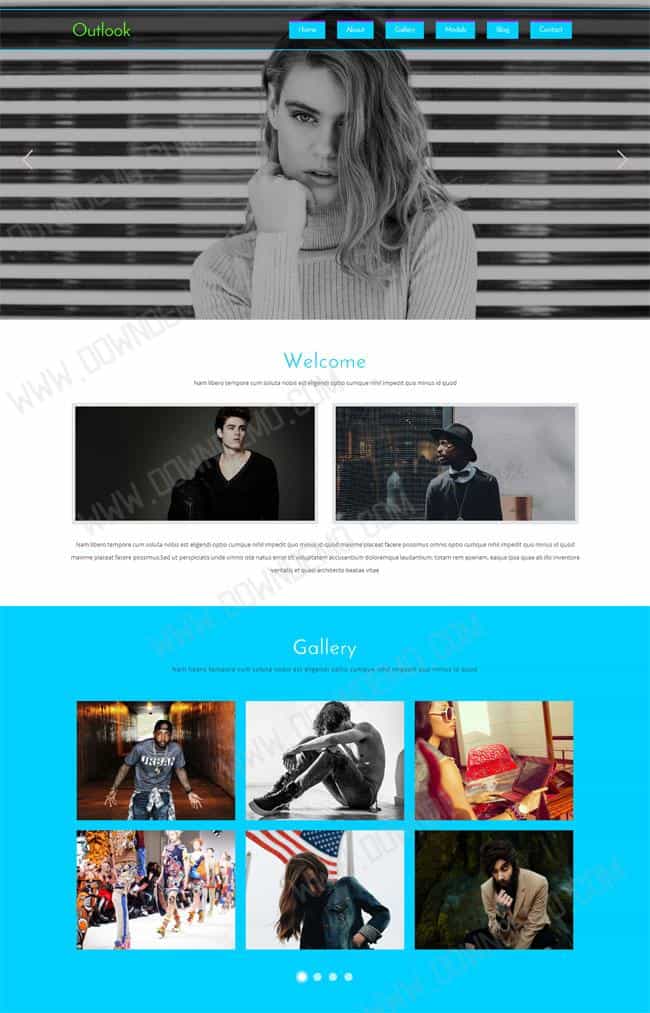 Outlook
Home About Gallery Models Blog Contact
Welcome
Nam libero tempore cum soluta nobis est eligendi optio cumque nihil impedit quo minus id quod
Nam libero tempore cum soluta nobis est eligendi optio cumque nihil impedit quo minus id quod maxime placeat facere possimus omnis optio cumque nihil impedit quo minus id quod
maxime placeat facere possimus,Sed ut perspiciatis unde omnis iste natus error sit voluptatem accusantium doloremque laudantium, totam rem aperiam, eaque ipsa quae ab illo inventore
veritatis et quasi architecto beatae vitae
Gallery
Nam libero tempore cum soluta nobis est eligendi optio cumque nihil impedit quo minus id quod
URBAN
WWW.DOWNDEMO.COM